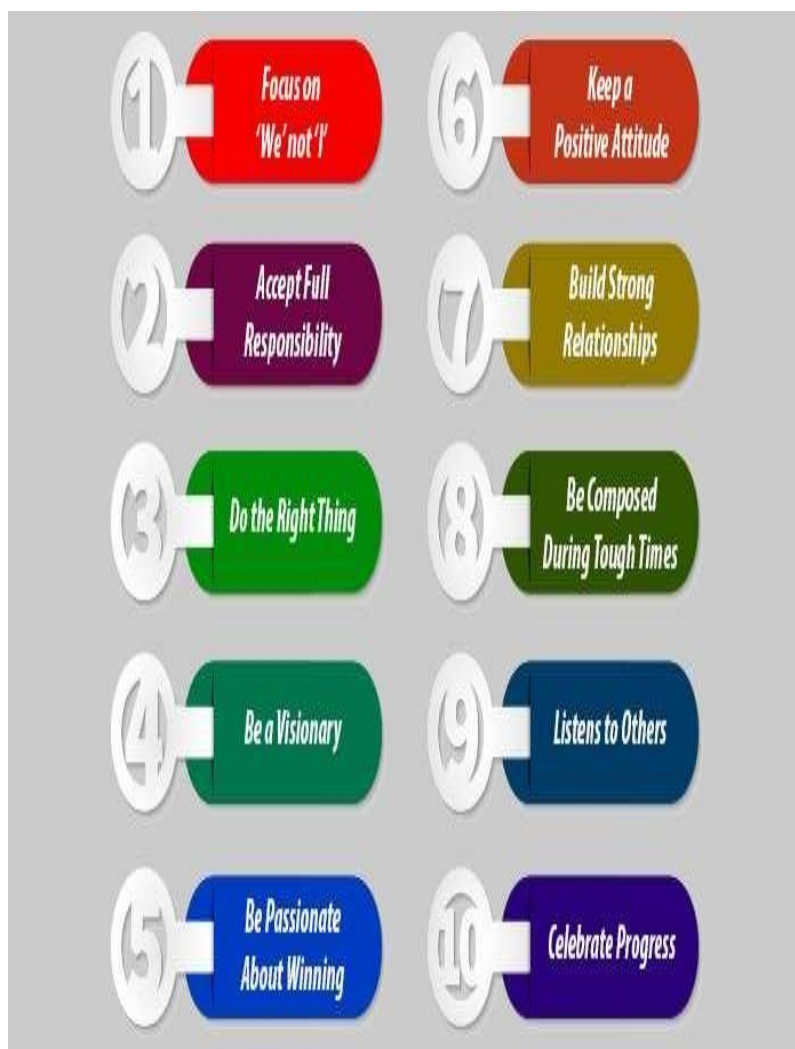 1
Focus on
'We' not 'I'
2
Accept Full
Responsibility
3
Do the Right Thing
4
Be a Visionary
5
Be Passionate
About Winning
6
Keep a
Positive Attitude
7
Build Strong
Relationships
8
Be Composed
During Tough Times
9
Listens to Others
10
Celebrate Progress